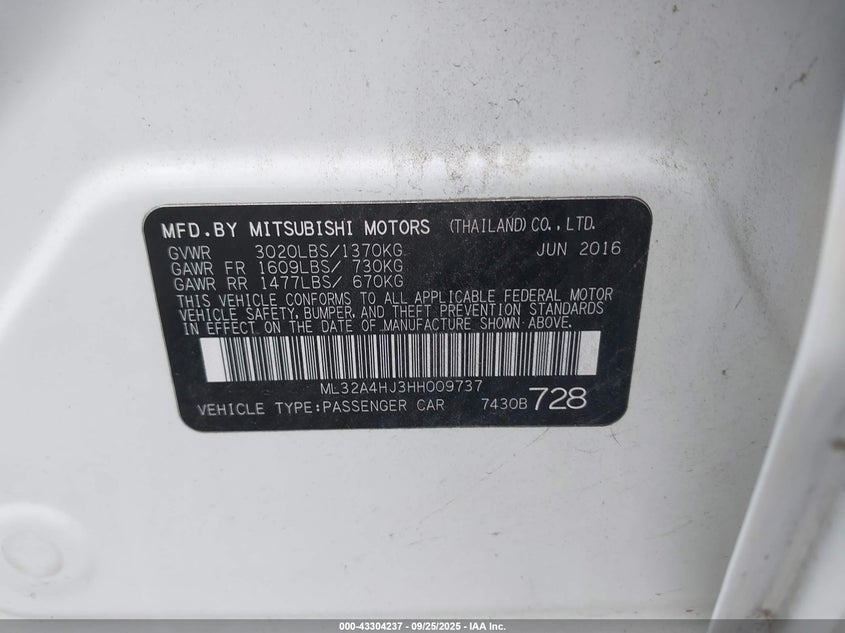 MFD.BY MITSUBISHI MOTORS (THAILAND) CO., LTD.
GVWR 3020LBS/1370KG JUN 2016
GAWR FR 1609LBS/ 730KG
GAWR RR 1477LBS/ 670KG
THIS VEHICLE CONFORMS TO ALL APPLICABLE FEDERAL MOTOR
VEHICLE SAFETY, BUMPER, AND THEFT PREVENTION STANDARDS
IN EFFECT ON THE DATE OF MANUFACTURE SHOWN ABOVE.
ML32A4HJ3HH009737
VEHICLE TYPE:PASSENGER CAR 7430B 728
000-43304237 - 09/25/2025 - IAA Inc.